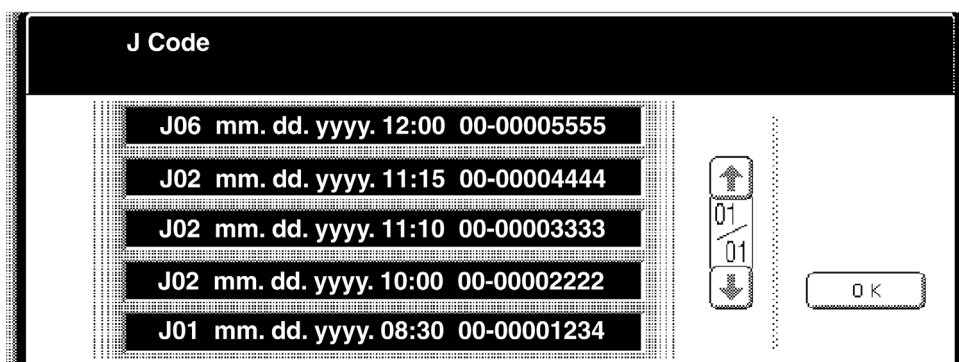 J Code
J06 mm. dd. yyyy. 12:00 00-00005555
J02 mm. dd. yyyy. 11:15 00-00004444
J02 mm. dd. yyyy. 11:10 00-00003333
J02 mm. dd. yyyy. 10:00 00-00002222
J01 mm. dd. yyyy. 08:30 00-00001234
01
01
OK